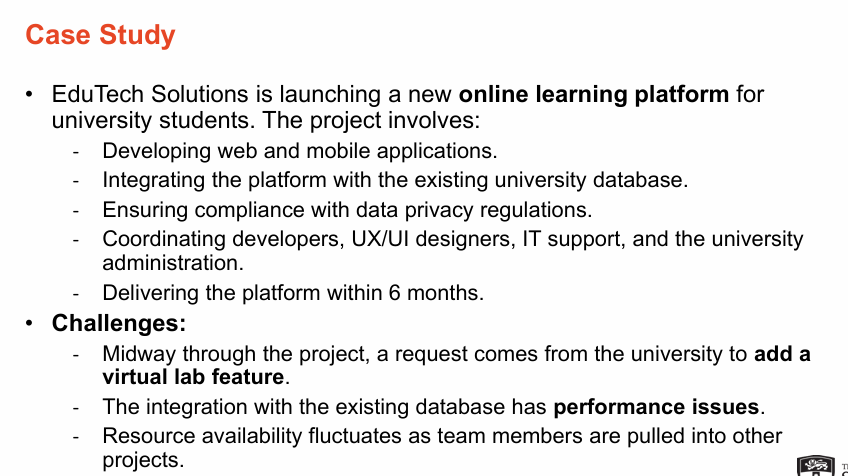 Case Study
• EduTech Solutions is launching a new online learning platform for
university students. The project involves:
- Developing web and mobile applications.
- Integrating the platform with the existing university database.
- Ensuring compliance with data privacy regulations.
- Coordinating developers, UX/UI designers, IT support, and the university
administration.
- Delivering the platform within 6 months.
• Challenges:
- Midway through the project, a request comes from the university to add a
virtual lab feature.
- The integration with the existing database has performance issues.
- Resource availability fluctuates as team members are pulled into other
projects.